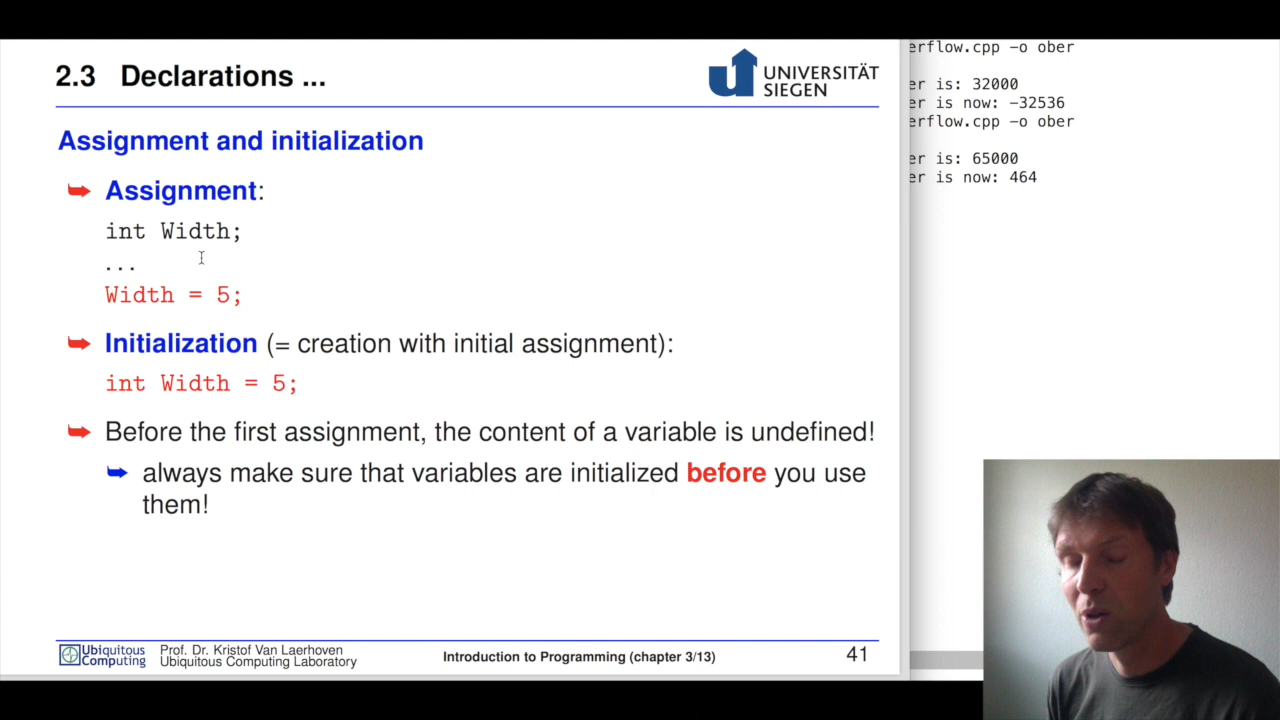 2.3 Declarations ...
UNIVERSITÄT
SIEGEN
Assignment and initialization
Assignment:
int Width;
...
Width = 5;
Initialization (= creation with initial assignment):
int Width = 5;
Before the first assignment, the content of a variable is undefined!
always make sure that variables are initialized before you use
them!
Ubiquitous
Computing
Prof. Dr. Kristof Van Laerhoven
Ubiquitous Computing Laboratory
Introduction to Programming (chapter 3/13)
41
erflow.cpp -o ober
er is: 32000
er is now: -32536
erflow.cpp -o ober
er is: 65000
er is now: 464